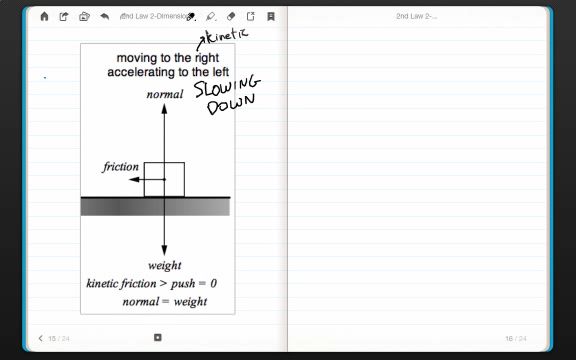 2nd Law 2-Dimension
2nd Law 2-...
kinetic
moving to the right
accelerating to the left
SLOWING
DOWN
normal
friction
weight
kinetic friction > push = 0
normal = weight
15 / 24
16 / 24